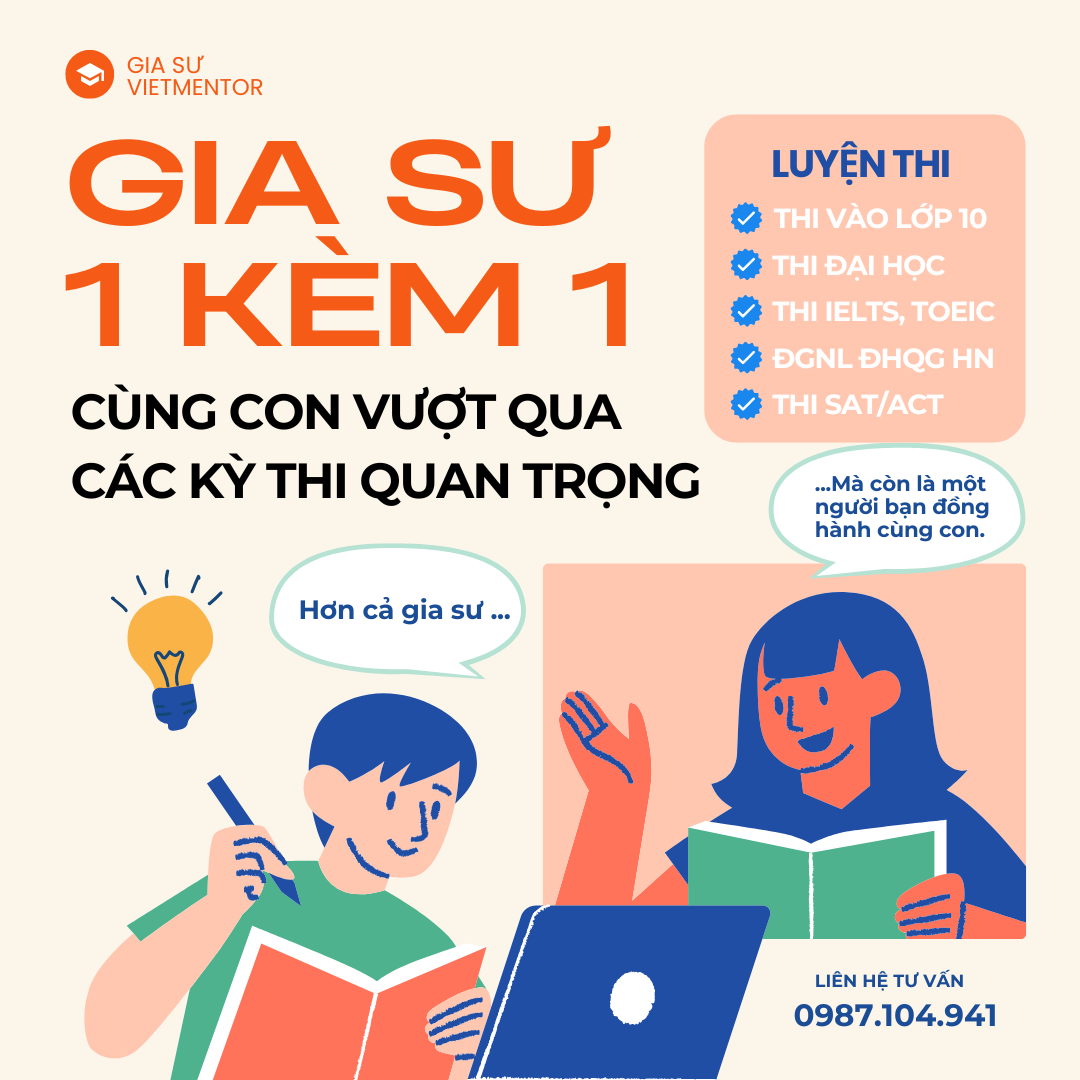 GIA SƯ
VIETMENTOR
GIA SƯ
1 KÈM 1
CÙNG CON VƯỢT QUA
CÁC KỲ THI QUAN TRỌNG
LUYỆN THI
THI VÀO LỚP 10
THI ĐẠI HỌC
THI IELTS, TOEIC
ĐGNL ĐHQG HN
THI SAT/ACT
Hơn cả gia sư ...
...Mà còn là một
người bạn đồng
hành cùng con.
LIÊN HỆ TƯ VẤN
0987.104.941